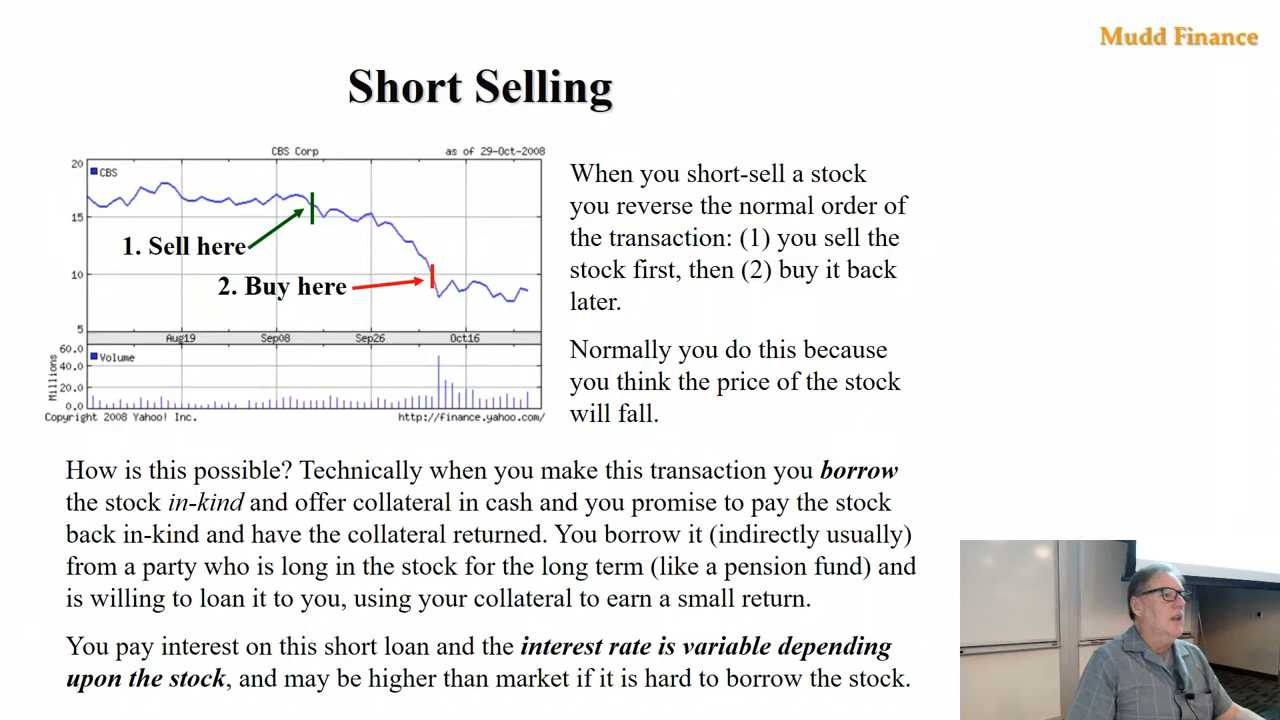 Mudd Finance
Short Selling
CBS Corp
as of 29-Oct-2008
20
CBS
15
1. Sell here
10
2. Buy here
5
Aug19
Sep08
Sep26
Oct16
60.0
Volume
40.0
Millions
20.0
0.0
Copyright 2008 Yahoo! Inc.
http://finance.yahoo.com/
When you short-sell a stock
you reverse the normal order of
the transaction: (1) you sell the
stock first, then (2) buy it back
later.
Normally you do this because
you think the price of the stock
will fall.
How is this possible? Technically when you make this transaction you borrow
the stock in-kind and offer collateral in cash and you promise to pay the stock
back in-kind and have the collateral returned. You borrow it (indirectly usually)
from a party who is long in the stock for the long term (like a pension fund) and
is willing to loan it to you, using your collateral to earn a small return.
You pay interest on this short loan and the interest rate is variable depending
upon the stock, and may be higher than market if it is hard to borrow the stock.